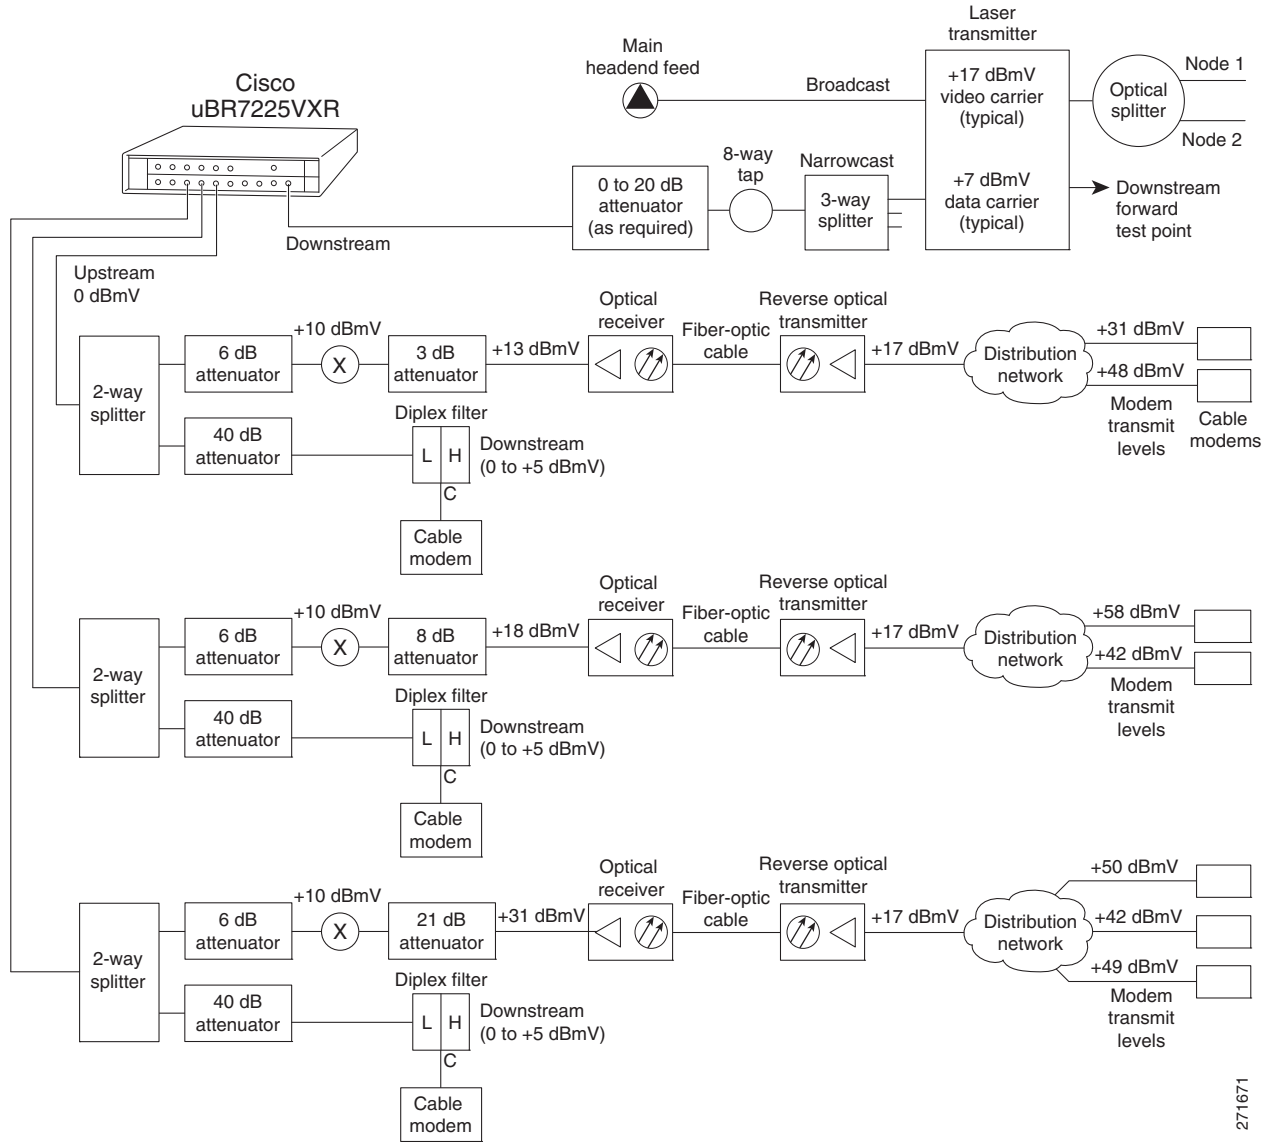 Laser
transmitter
Main
headend feed
Broadcast
+17 dBmV
video carrier
(typical)
Optical
splitter
Node 1
Node 2
Cisco
uBR7225VXR
8-way
tap
Narrowcast
0 to 20 dB
attenuator
(as required)
3-way
splitter
+7 dBmV
data carrier
(typical)
Downstream
forward
test point
Downstream
Upstream
0 dBmV
2-way
splitter
6 dB
attenuator
+10 dBmV
X
3 dB
attenuator
+13 dBmV
Optical
receiver
Fiber-optic
cable
Reverse optical
transmitter
+17 dBmV
Distribution
network
+31 dBmV
+48 dBmV
Modem
transmit
levels
Cable
modems
40 dB
attenuator
Diplex filter
L H
C
Downstream
(0 to +5 dBmV)
Cable
modem
2-way
splitter
6 dB
attenuator
+10 dBmV
X
8 dB
attenuator
+18 dBmV
Optical
receiver
Fiber-optic
cable
Reverse optical
transmitter
+17 dBmV
Distribution
network
+58 dBmV
+42 dBmV
Modem
transmit
levels
40 dB
attenuator
Diplex filter
L H
C
Downstream
(0 to +5 dBmV)
Cable
modem
2-way
splitter
6 dB
attenuator
+10 dBmV
X
21 dB
attenuator
+31 dBmV
Optical
receiver
Fiber-optic
cable
Reverse optical
transmitter
+17 dBmV
Distribution
network
+50 dBmV
+42 dBmV
+49 dBmV
Modem
transmit
levels
40 dB
attenuator
Diplex filter
L H
C
Downstream
(0 to +5 dBmV)
Cable
modem
271671